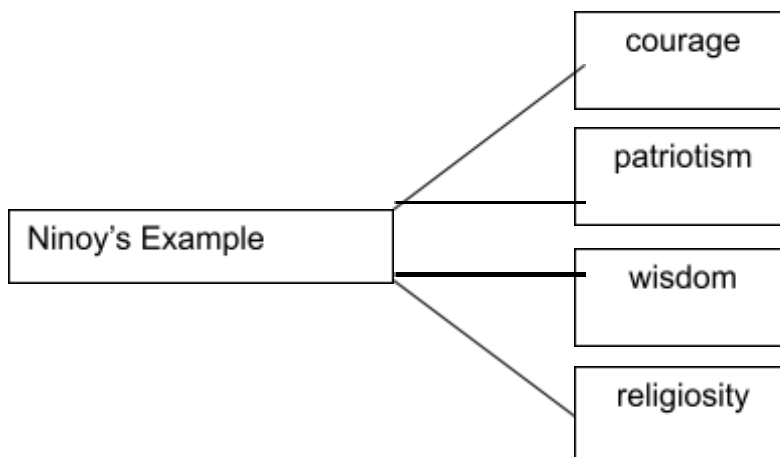 courage
patriotism
Ninoy’s Example
wisdom
religiosity